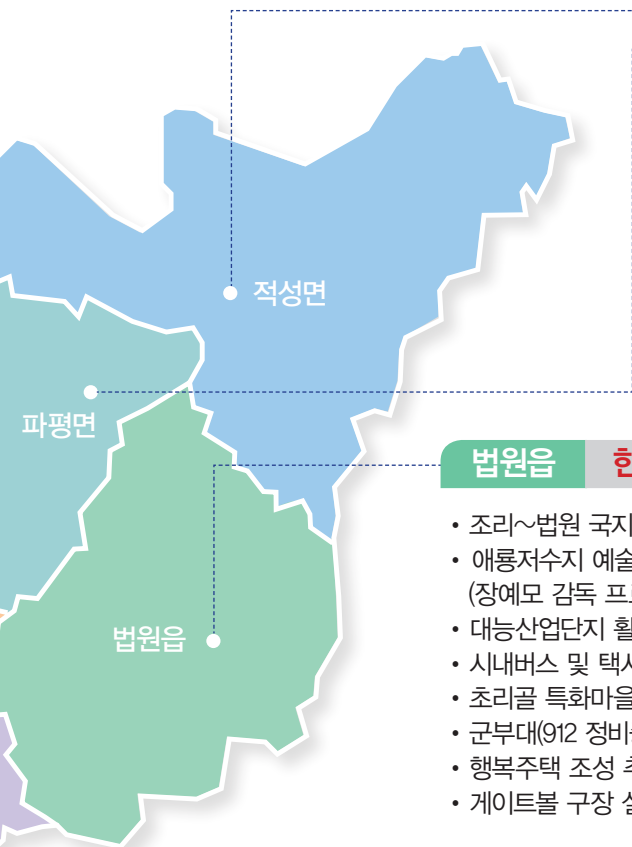 적성면
파평면
법원읍
법원읍
• 조리~법원 국지
• 애룡저수지 예술
(장예모 감독 프로
• 대능산업단지 활
• 시내버스 및 택시
• 초리골 특화마을
• 군부대(912 정비
• 행복주택 조성
• 게이트볼 구장